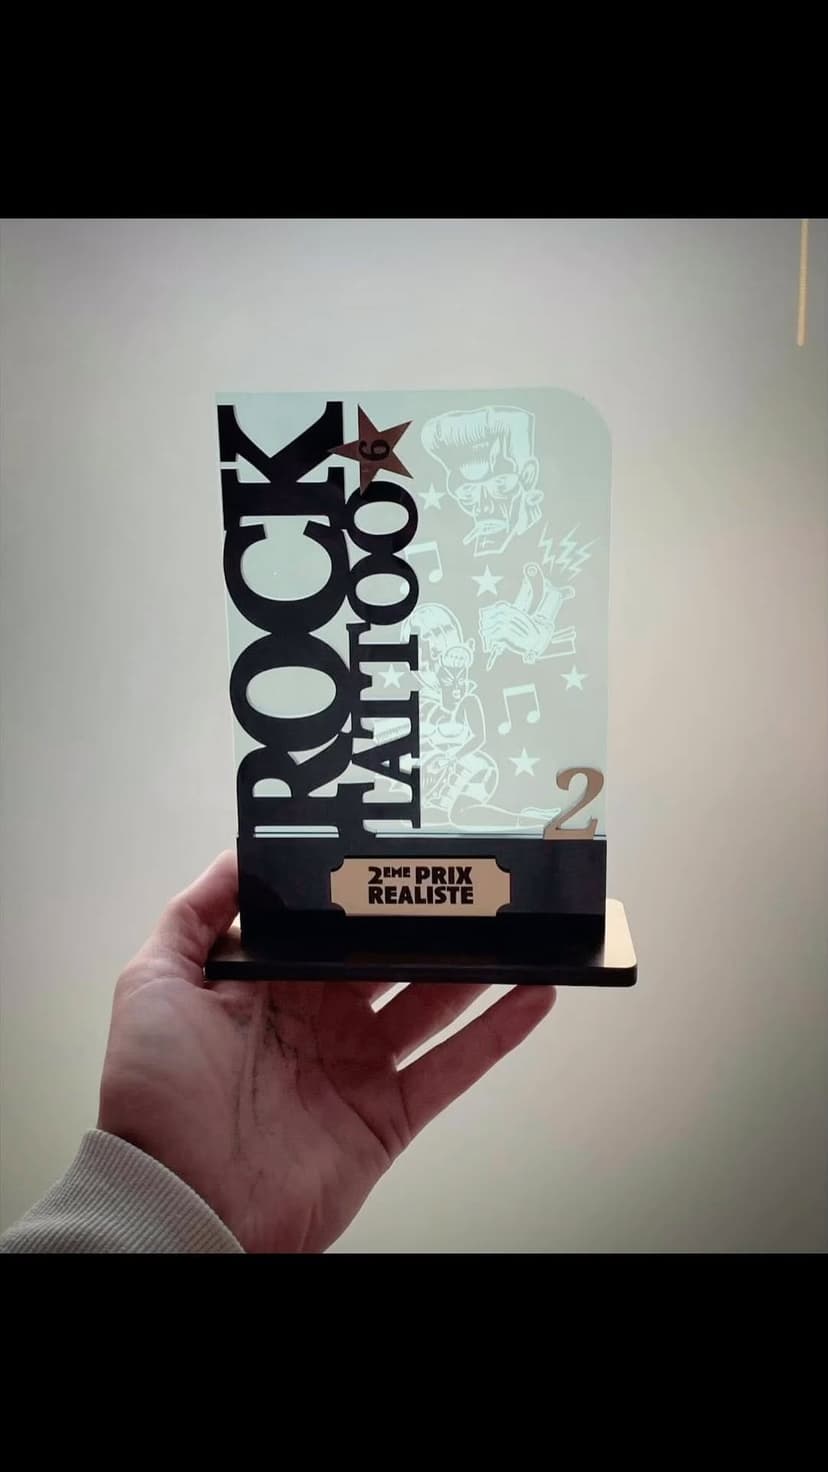 ROCK
TATTOO
6
2
2EME PRIX
REALISTE